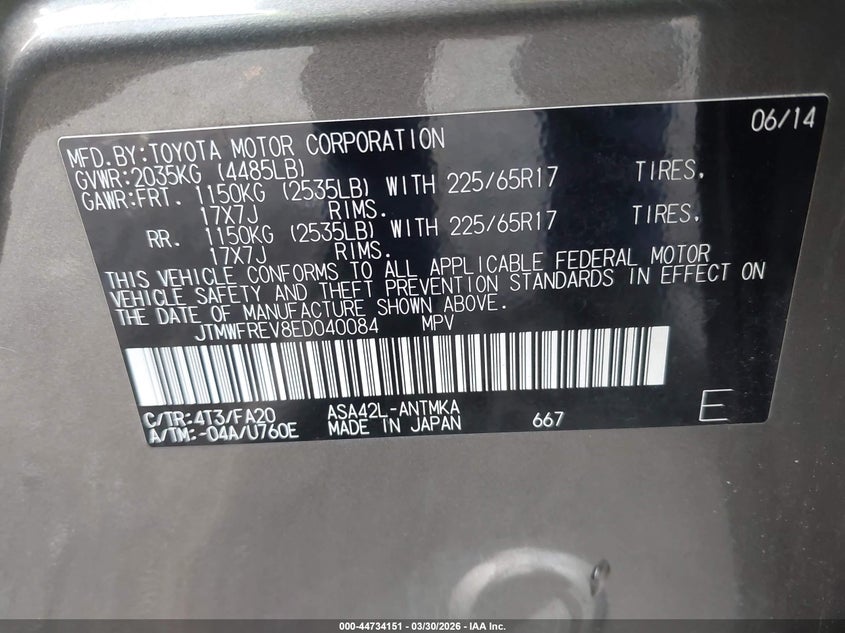 06/14
MFD.BY:TOYOTA MOTOR CORPORATION
GVWR:2035KG (4485LB)
GAWR:FRT. 1150KG (2535LB) WITH 225/65R17 TIRES.
17X7J RIMS.
RR. 1150KG (2535LB) WITH 225/65R17 TIRES.
17X7J RIMS.
THIS VEHICLE CONFORMS TO ALL APPLICABLE FEDERAL MOTOR
VEHICLE SAFETY AND THEFT PREVENTION STANDARDS IN EFFECT ON
THE DATE OF MANUFACTURE SHOWN ABOVE.
JTMWFREV8ED040084 MPV
C/TR:4T3/FA20 ASA42L-ANTMKA
A/TM:-04A/U760E MADE IN JAPAN 667 E
000-44734151 | 03/30/2026 - IAA Inc.